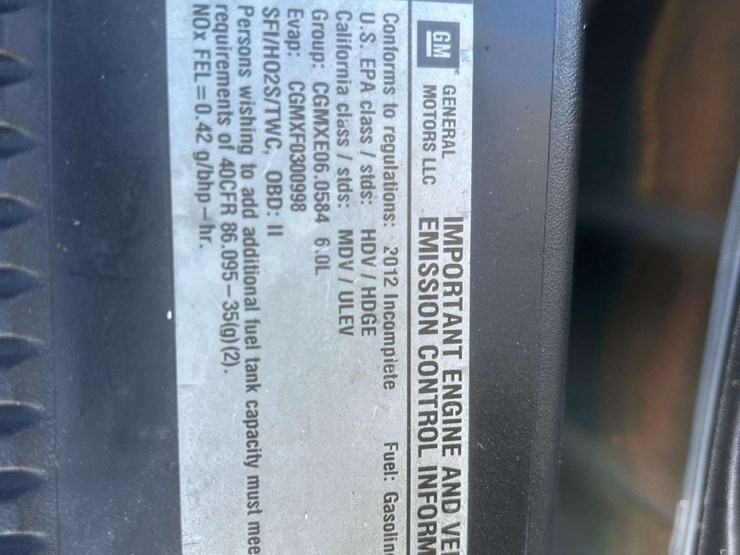 GM
GENERAL
MOTORS LLC
IMPORTANT ENGINE AND VE
EMISSION CONTROL INFORM
Conforms to regulations: 2012 Incomplete Fuel: Gasolin
U.S. EPA class / stds: HDV / HDGE
California class / stds: MDV / ULEV
Group: CGMXE06.0584 6.0L
Evap: CGMXF0300998
SFI/HO2S/TWC, OBD: II
Persons wishing to add additional fuel tank capacity must mee
requirements of 40CFR 86.095-35(g)(2).
NOx FEL=0.42 g/bhp-hr.